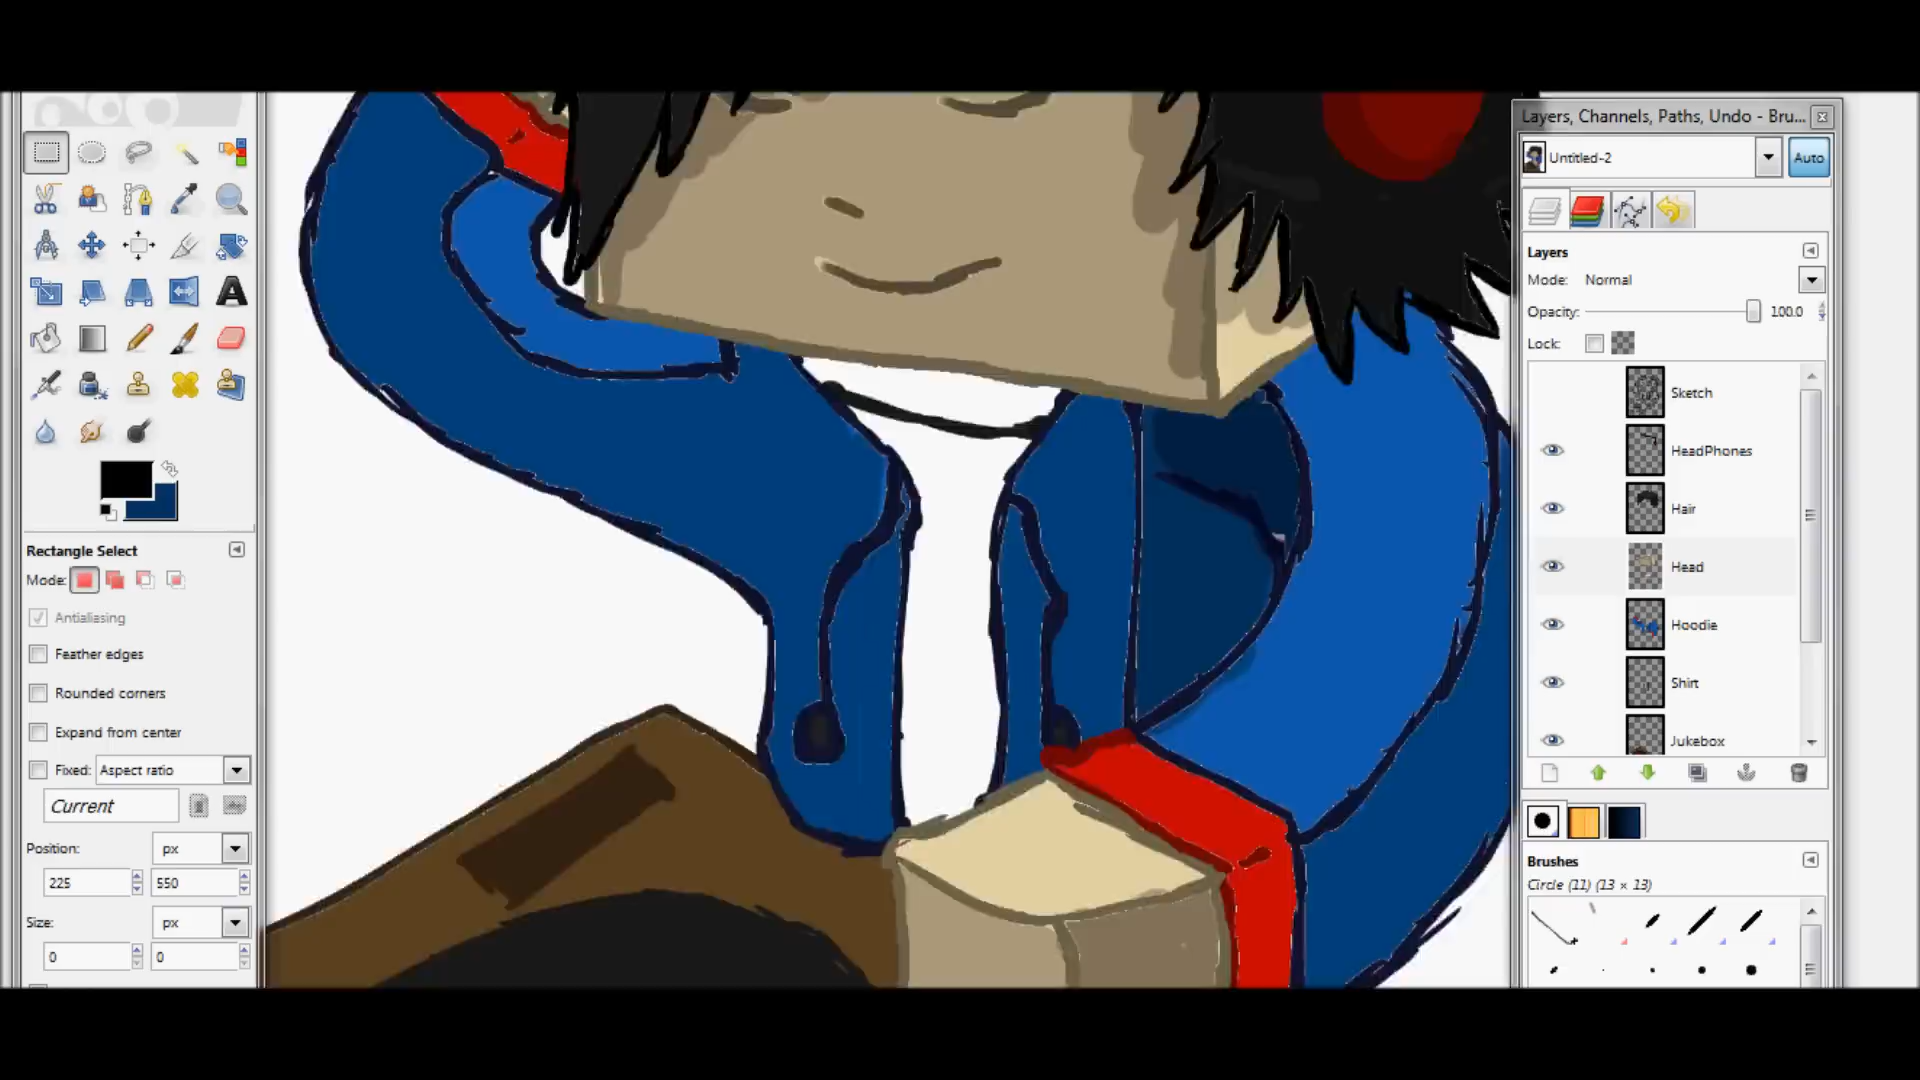 Layers, Channels, Paths, Undo - Bru...
Untitled-2
Auto
Layers
Mode: Normal
Opacity: 100.0
Lock:
Sketch
HeadPhones
Hair
Head
Hoodie
Shirt
Jukebox
Brushes
Circle (11) (13 × 13)
Rectangle Select
Mode:
Antialiasing
Feather edges
Rounded corners
Expand from center
Fixed: Aspect ratio
Current
Position: px
225 550
Size: px
0 0